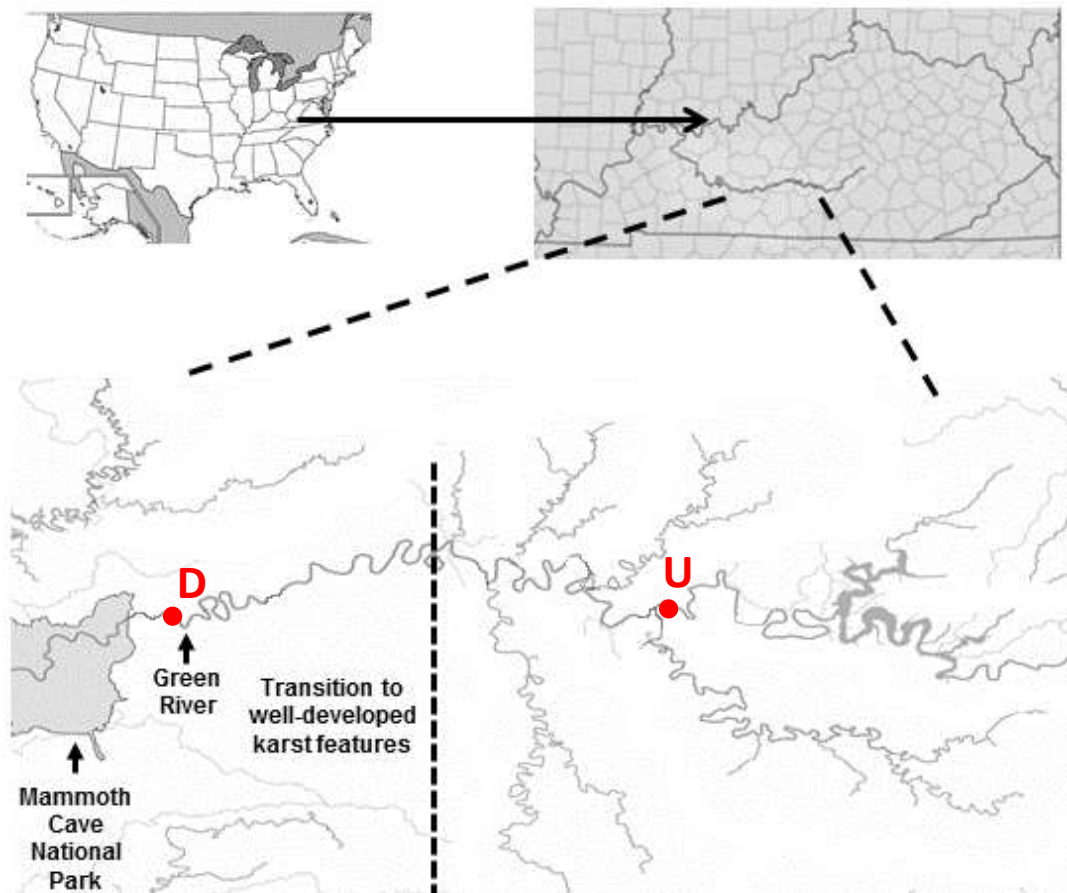 D
U
Green
River
Transition to
well-developed
karst features
Mammoth
Cave
National
Park